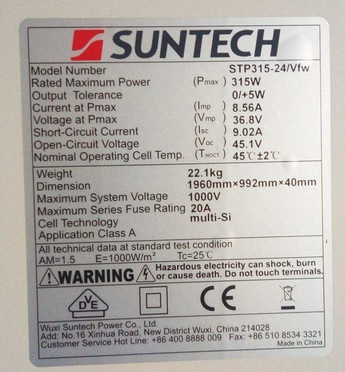 SUNTECH
Model Number STP315-24/Vfw
Rated Maximum Power (Pmax) 315W
Output Tolerance 0/+5W
Current at Pmax (Imp) 8.56A
Voltage at Pmax (Vmp) 36.8V
Short-Circuit Current (Isc) 9.02A
Open-Circuit Voltage (Voc) 45.1V
Nominal Operating Cell Temp. (TNOCT) 45℃±2℃
Weight 22.1kg
Dimension 1960mm×992mm×40mm
Maximum System Voltage 1000V
Maximum Series Fuse Rating 20A
Cell Technology multi-Si
Application Class A
All technical data at standard test condition
AM=1.5 E=1000W/m² Tc=25℃
WARNING Hazardous electricity can shock, burn
or cause death. Do not touch terminals.
DVE CE
Wuxi Suntech Power Co., Ltd.
Add: No.16 Xinhua Road, New District Wuxi, China 214028
Customer Service Hot Line: +86 400 8888 009 Fax: +86 510 8534 3321